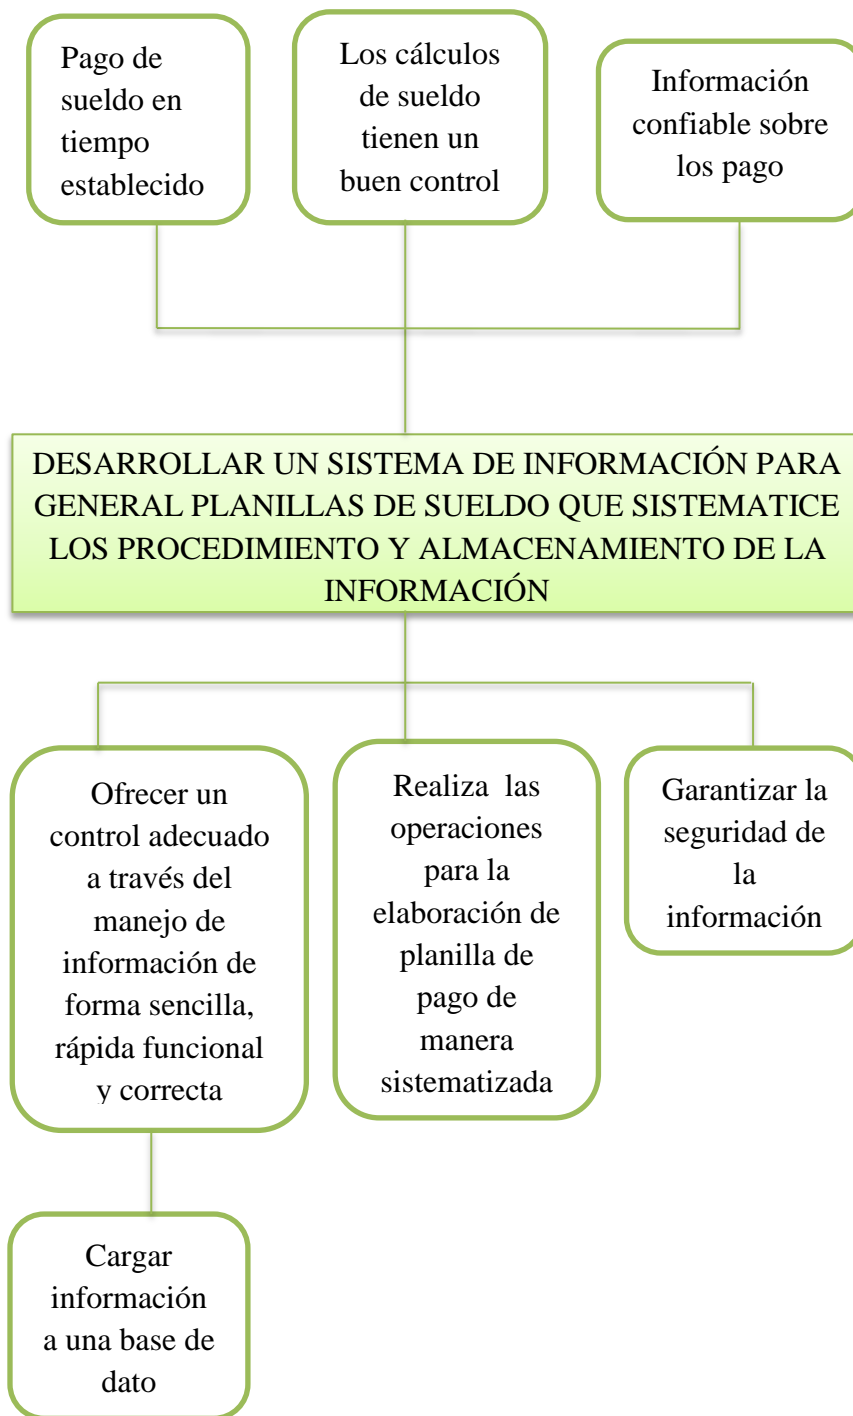 Pago de
sueldo en
tiempo
establecido
Los cálculos
de sueldo
tienen un
buen control
Información
confiable sobre
los pago
DESARROLLAR UN SISTEMA DE INFORMACIÓN PARA
GENERAL PLANILLAS DE SUELDO QUE SISTEMATICE
LOS PROCEDIMIENTO Y ALMACENAMIENTO DE LA
INFORMACIÓN
Ofrecer un
control adecuado
a través del
manejo de
información de
forma sencilla,
rápida funcional
y correcta
Realiza las
operaciones
para la
elaboración de
planilla de
pago de
manera
sistematizada
Garantizar la
seguridad de
la
información
Cargar
información
a una base de
dato